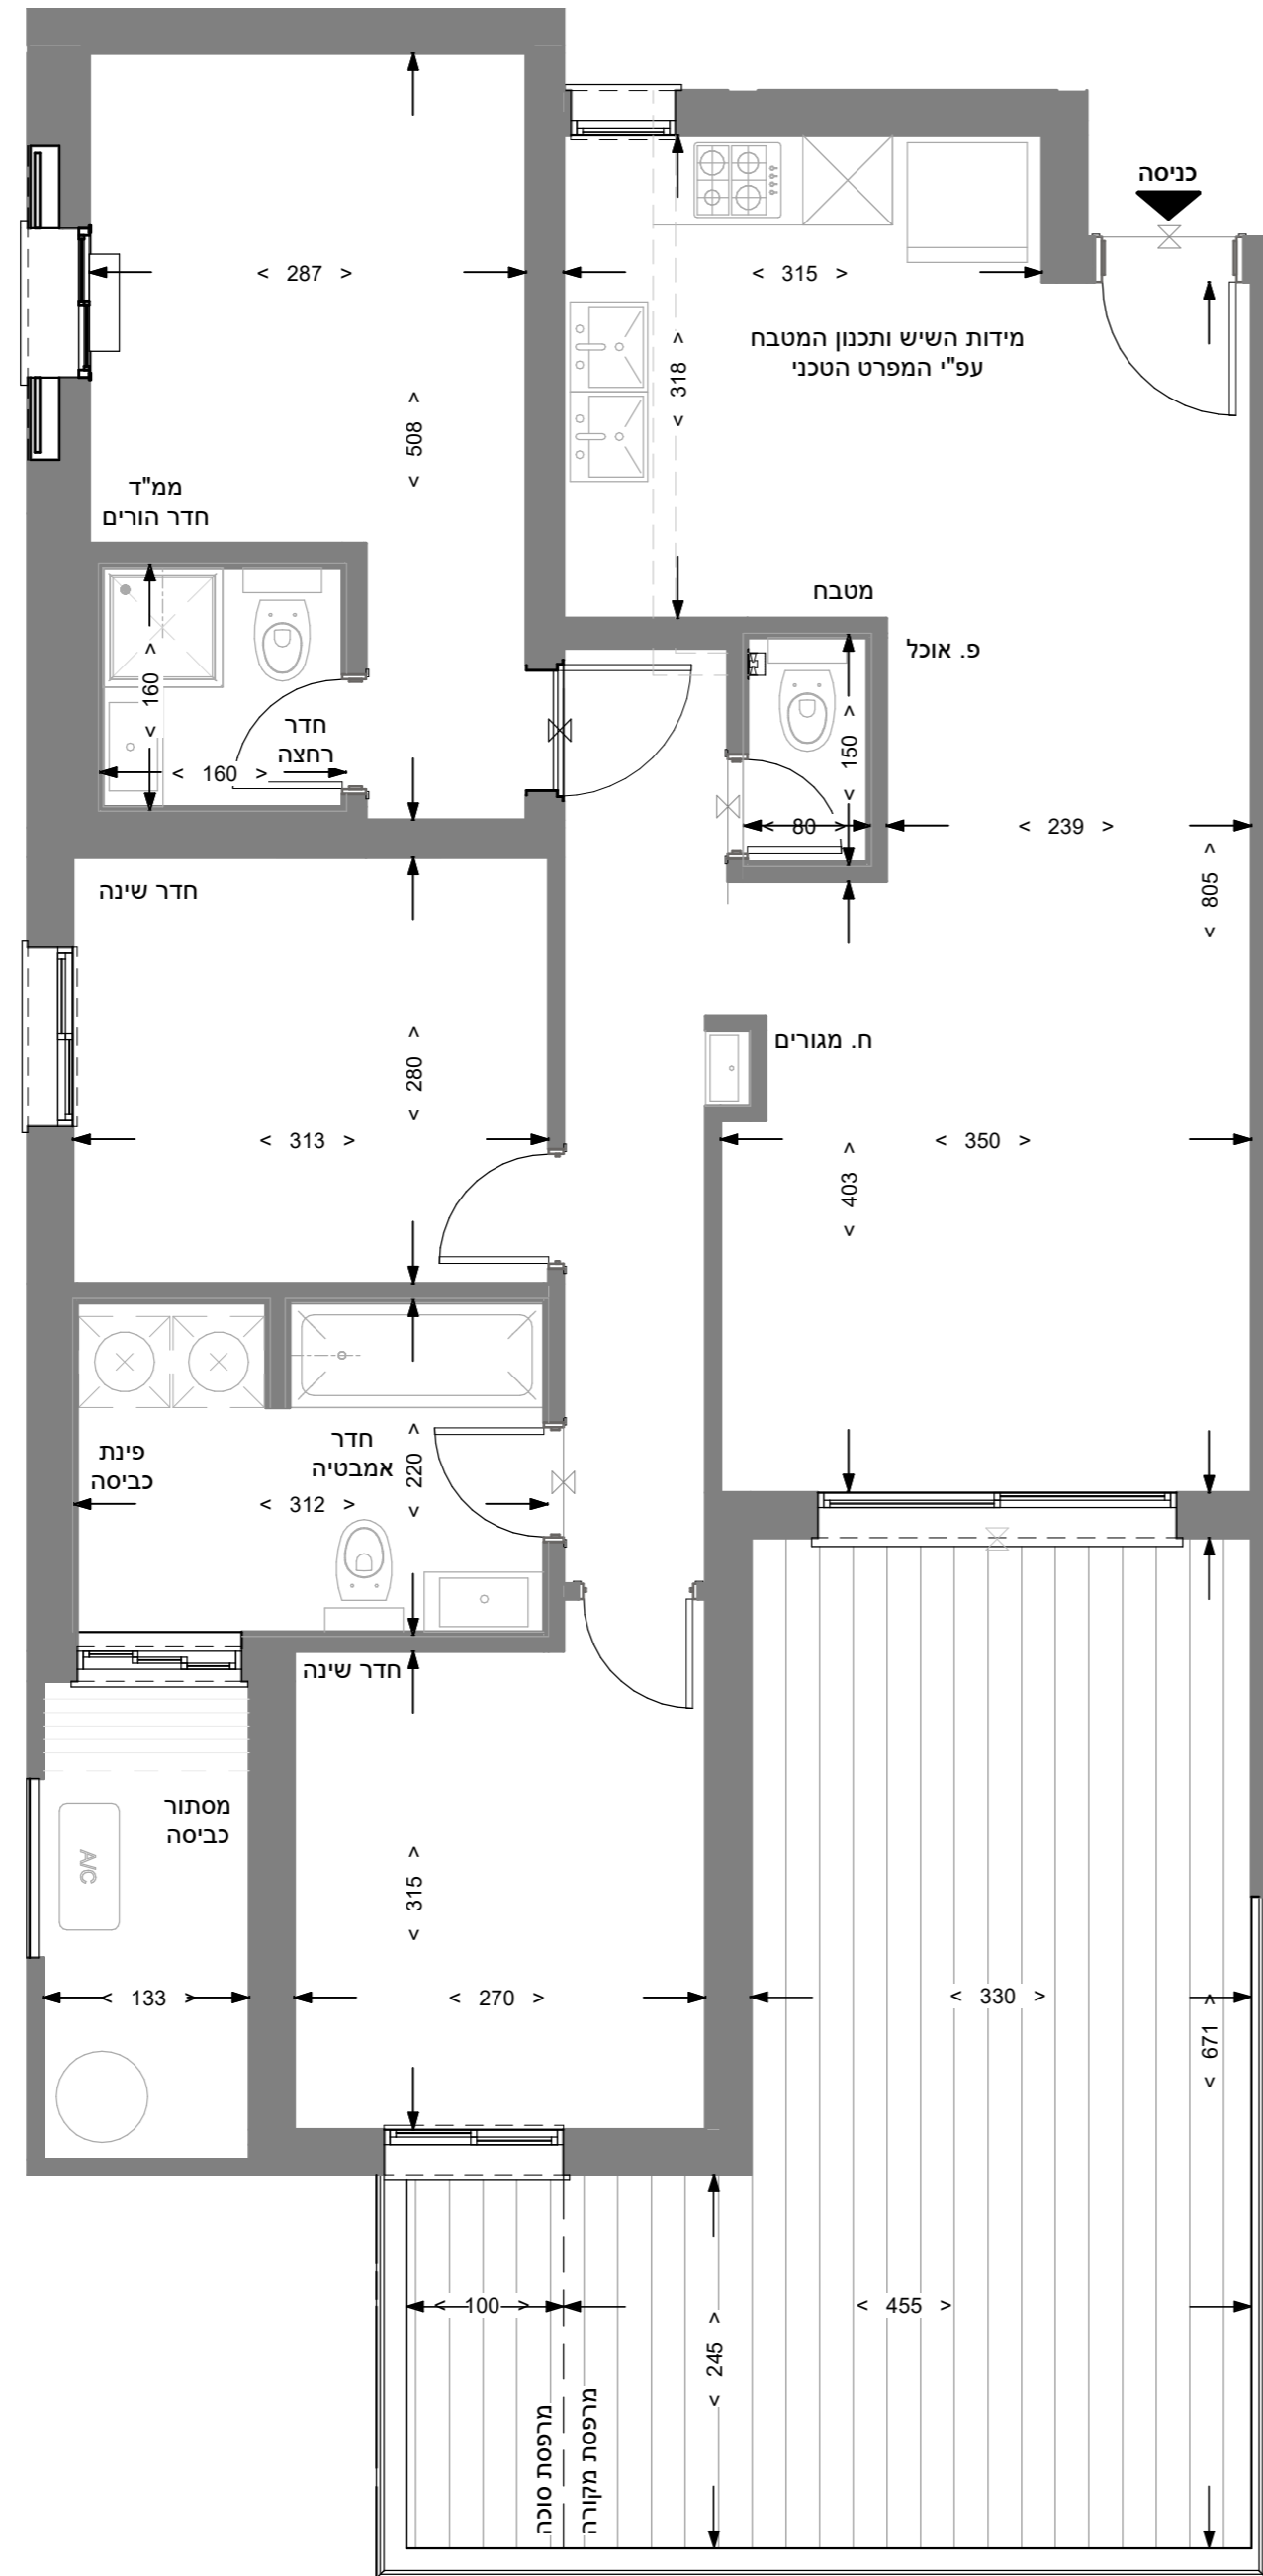 כניסה
< 287 >
< 315 >
מידות השיש ותכנון המטבח
עפ"י המפרט הטכני
< 318 >
< 508 >
ממ"ד
חדר הורים
מטבח
פ. אוכל
< 160 >
חדר
רחצה
< 160 >
< 150 >
< 80 >
< 239 >
< 805 >
חדר שינה
ח. מגורים
< 280 >
< 313 >
< 350 >
< 403 >
פינת
כביסה
חדר
אמבטיה
< 220 >
< 312 >
חדר שינה
מסתור
כביסה
A/C
< 315 >
< 133 >
< 270 >
< 330 >
< 671 >
< 100 >
< 455 >
< 245 >
מרפסת סוכה
מרפסת מקורה